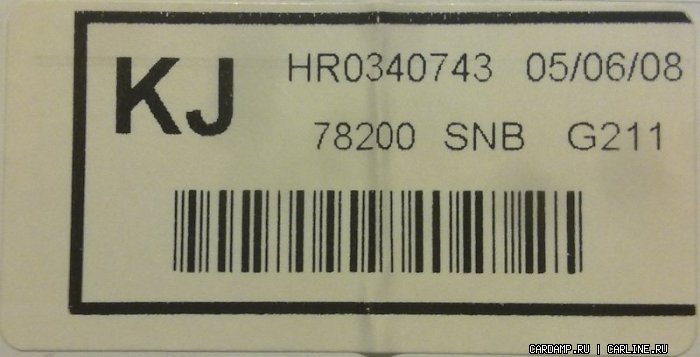 KJ HR0340743 05/06/08
78200 SNB G211
CARDAMP.RU | CARLINE.RU